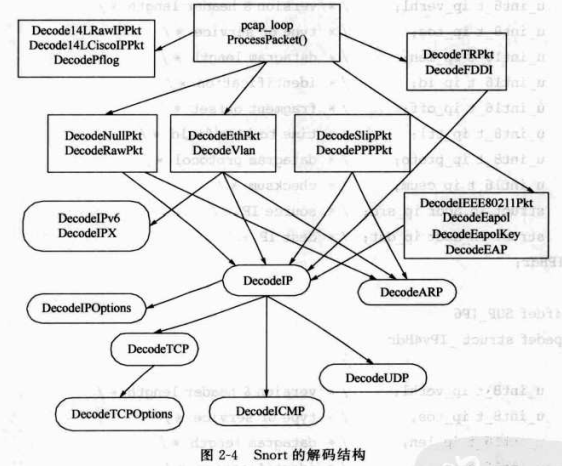 pcap_loop
ProcessPacket()
Decode14LRawIPPkt
Decode14LCiscoIPPkt
DecodePflog
DecodeTRPkt
DecodeFDDI
DecodeNullPkt
DecodeRawPkt
DecodeEthPkt
DecodeVlan
DecodeSlipPkt
DecodePPPPkt
DecodeIEEE80211Pkt
DecodeEapol
DecodeEapolKey
DecodeEAP
DecodeIPv6
DecodeIPX
DecodeIP
DecodeARP
DecodeIPOptions
DecodeTCP
DecodeUDP
DecodeTCPOptions
DecodeICMP
图 2-4 Snort 的解码结构